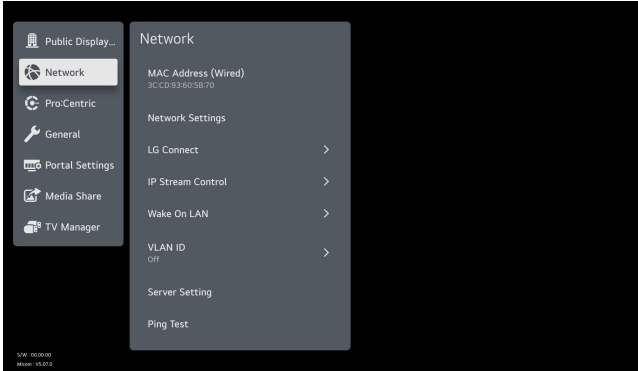 Public Display...
Network
Pro:Centric
General
Portal Settings
Media Share
TV Manager
Network
MAC Address (Wired)
3C:CD:93:60:5B:70
Network Settings
LG Connect
IP Stream Control
Wake On LAN
VLAN ID
Off
Server Setting
Ping Test
S/W : 00.00.00
Micom : V5.07.0